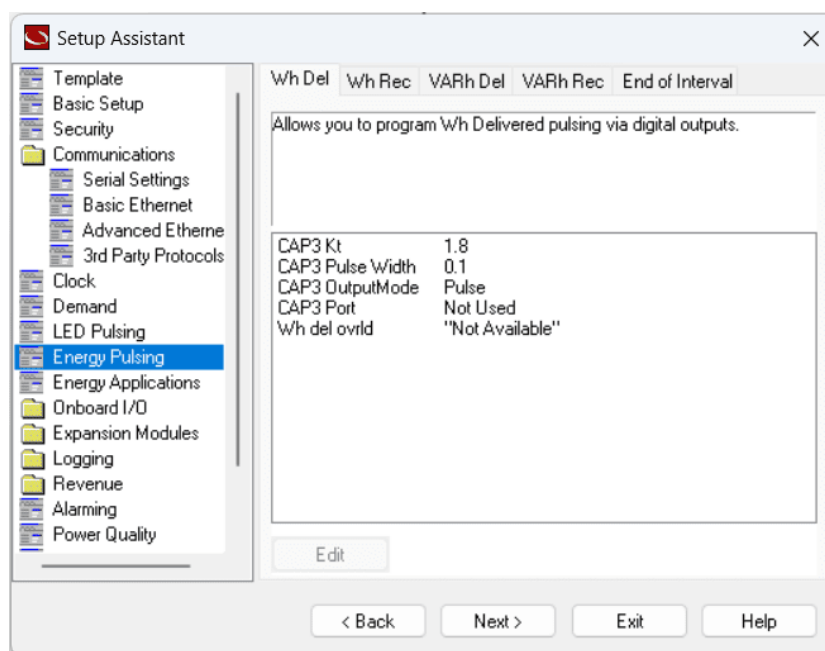 Setup Assistant
Template
Basic Setup
Security
Communications
Serial Settings
Basic Ethernet
Advanced Etherne
3rd Party Protocols
Clock
Demand
LED Pulsing
Energy Pulsing
Energy Applications
Onboard I/O
Expansion Modules
Logging
Revenue
Alarming
Power Quality
Wh Del Wh Rec VARh Del VARh Rec End of Interval
Allows you to program Wh Delivered pulsing via digital outputs.
CAP3 Kt 1.8
CAP3 Pulse Width 0.1
CAP3 OutputMode Pulse
CAP3 Port Not Used
Wh del ovrld "Not Available"
Edit
< Back Next > Exit Help